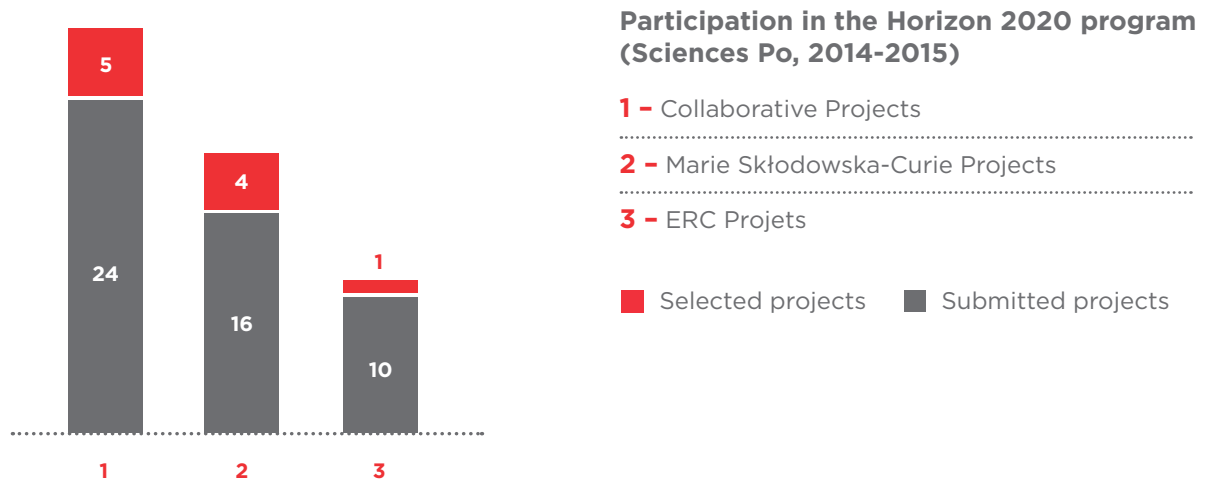 Participation in the Horizon 2020 program
(Sciences Po, 2014-2015)
1 – Collaborative Projects
2 – Marie Skłodowska-Curie Projects
3 – ERC Projets
Selected projects
Submitted projects
5
24
4
16
1
10
1
2
3